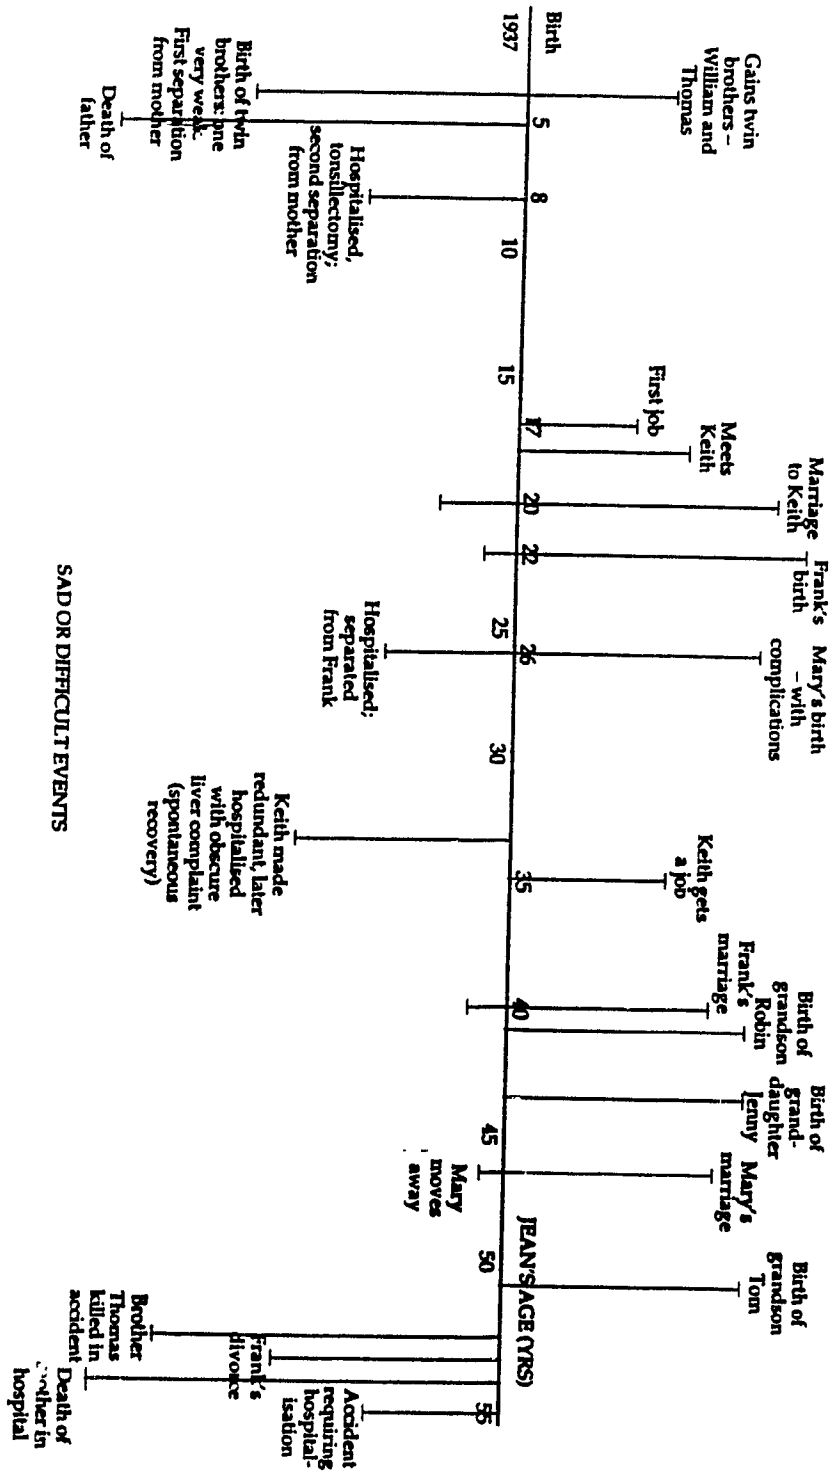 Gains twin
brothers –
William and
Thomas
First job
Meets
Keith
Marriage
to Keith
Frank's
birth
Mary's birth
– with
complications
Keith gets
a job
Frank's
marriage
Birth of
grandson
Robin
Birth of
grand-
daughter
Jenny
Mary's
marriage
Birth of
grandson
Tom
Birth
1937
5
8
10
15
17
20
22
25
26
30
35
40
45
50
55
JEAN'S AGE (YRS)
Birth of twin
brothers: one
very weak.
First separation
from mother
Death of
father
Hospitalised,
tonsillectomy;
second separation
from mother
Hospitalised;
separated
from Frank
Keith made
redundant, later
hospitalised
with obscure
liver complaint
(spontaneous
recovery)
Mary
moves
away
Brother
Thomas
killed in
accident
Frank's
divorce
Death of
in
hospital
Accident
requiring
hospital-
isation
SAD OR DIFFICULT EVENTS